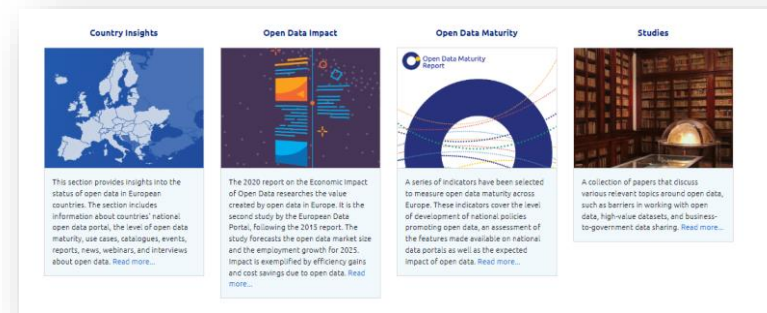 Country Insights
This section provides insights into the
status of open data in European
countries. The section includes
information about countries' national
open data portal, the level of open data
maturity, use cases, catalogues, events,
reports, news, webinars, and interviews
about open data. Read more...
Open Data Impact
The 2020 report on the Economic Impact
of Open Data researches the value
created by open data in Europe. It is the
second study by the European Data
Portal, following the 2015 report. The
study forecasts the open data market size
and the employment growth for 2025.
Impact is exemplified by efficiency gains
and cost savings due to open data. Read
more...
Open Data Maturity
Open Data Maturity
Report
A series of indicators have been selected
to measure open data maturity across
Europe. These indicators cover the level
of development of national policies
promoting open data, an assessment of
the features made available on national
data portals as well as the expected
impact of open data. Read more...
Studies
A collection of papers that discuss
various relevant topics around open data,
such as barriers in working with open
data, high-value datasets, and business-
to-government data sharing. Read more...